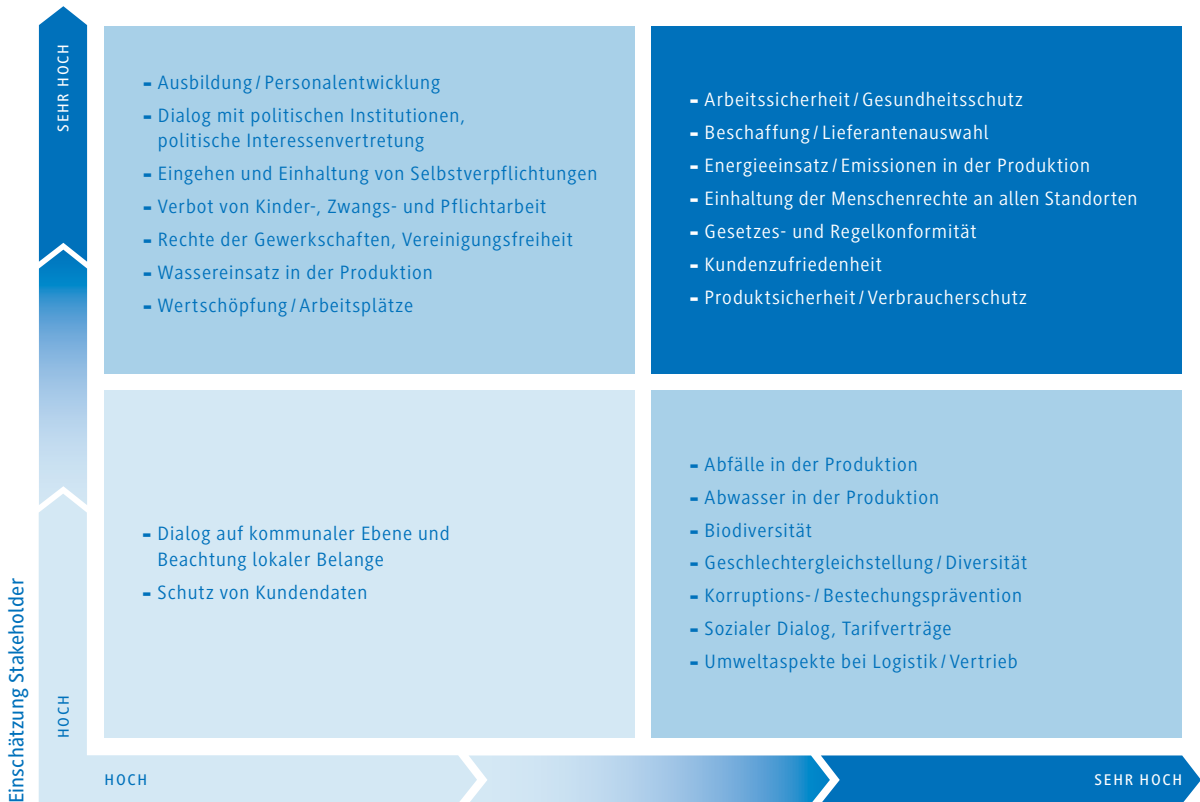 SEHR HOCH
- Ausbildung / Personalentwicklung
- Dialog mit politischen Institutionen,
politische Interessenvertretung
- Eingehen und Einhaltung von Selbstverpflichtungen
- Verbot von Kinder-, Zwangs- und Pflichtarbeit
- Rechte der Gewerkschaften, Vereinigungsfreiheit
- Wassereinsatz in der Produktion
- Wertschöpfung / Arbeitsplätze
- Arbeitssicherheit / Gesundheitsschutz
- Beschaffung / Lieferantenauswahl
- Energieeinsatz / Emissionen in der Produktion
- Einhaltung der Menschenrechte an allen Standorten
- Gesetzes- und Regelkonformität
- Kundenzufriedenheit
- Produktsicherheit / Verbraucherschutz
- Dialog auf kommunaler Ebene und
Beachtung lokaler Belange
- Schutz von Kundendaten
- Abfälle in der Produktion
- Abwasser in der Produktion
- Biodiversität
- Geschlechtergleichstellung / Diversität
- Korruptions- / Bestechungsprävention
- Sozialer Dialog, Tarifverträge
- Umweltaspekte bei Logistik / Vertrieb
Einschätzung Stakeholder
HOCH
HOCH
SEHR HOCH